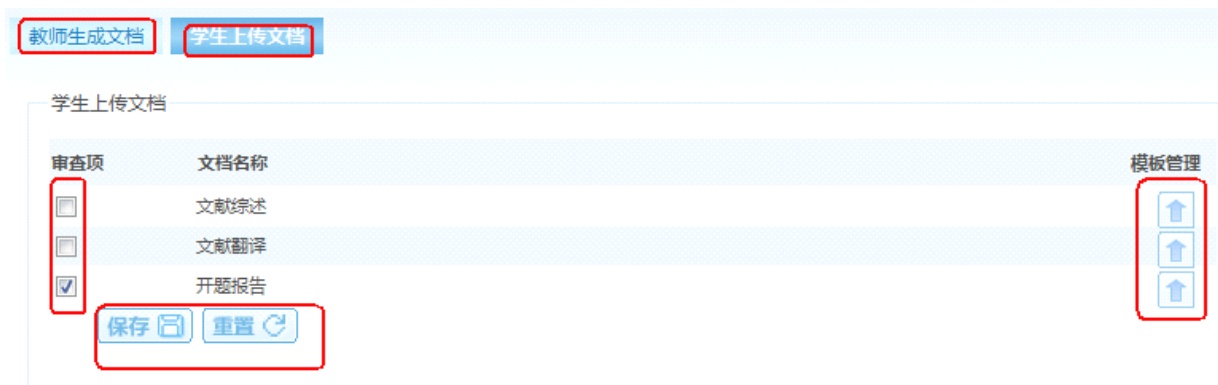 教师生成文档 学生上传文档
学生上传文档
审查项 文档名称 模板管理
文献综述
文献翻译
开题报告
保存 重置